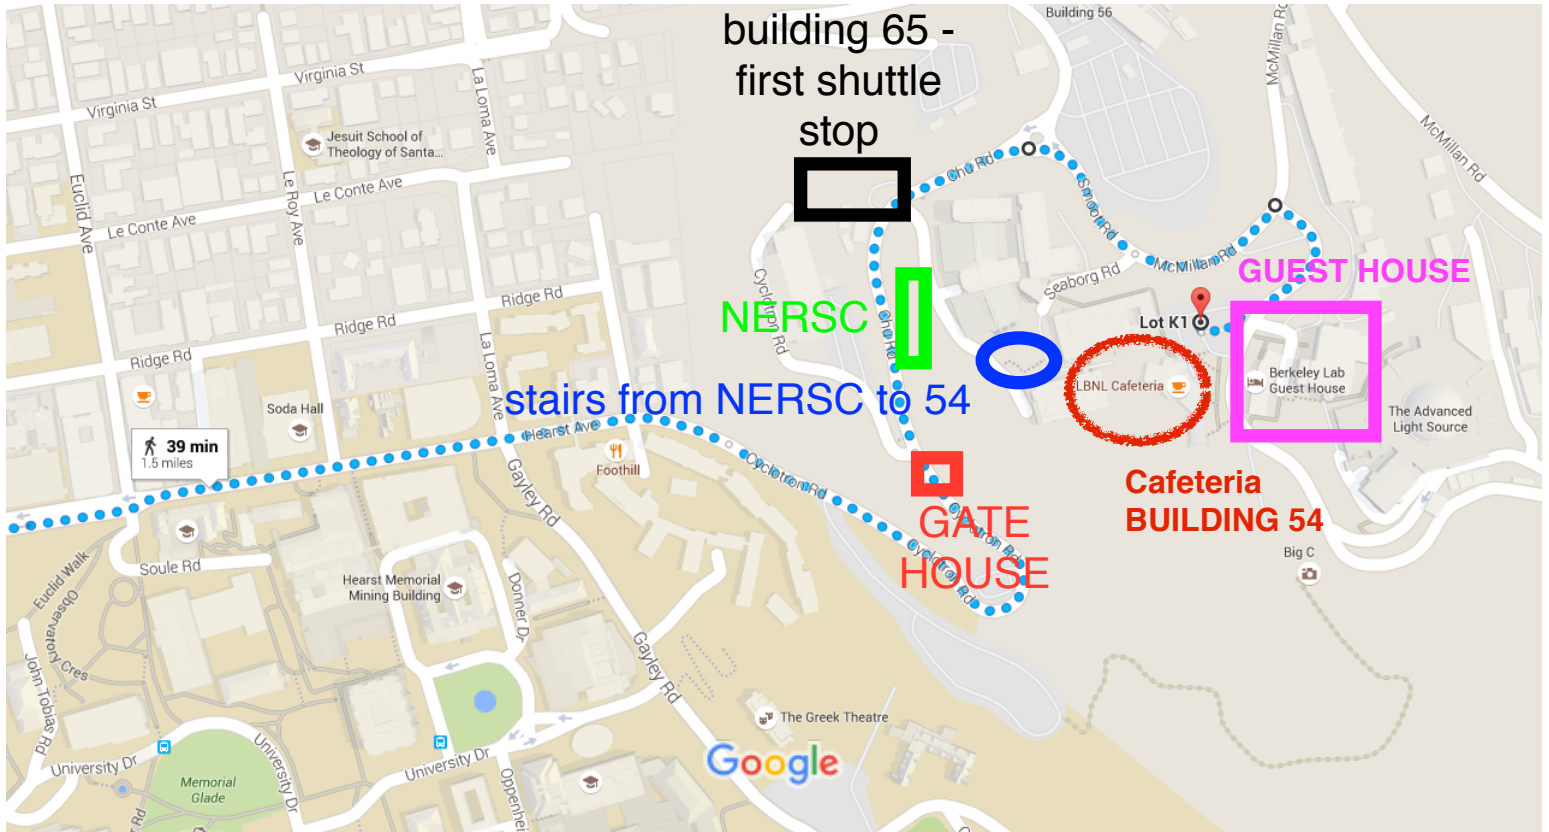 building 65 -
first shuttle
stop
Building 56
McMillan Rd
Virginia St
Virginia St
La Loma Ave
Jesuit School of
Theology of Santa...
Le Conte Ave
Le Conte Ave
Euclid Ave
Le Roy Ave
McMillan Rd
Chu Rd
Smoot Rd
McMillan Rd
Seaborg Rd
GUEST HOUSE
Cyclotron Rd
Ridge Rd
Ridge Rd
Ridge Rd
La Loma Ave
NERSC
Chu Rd
Lot K1
LBNL Cafeteria
Berkeley Lab
Guest House
The Advanced
Light Source
stairs from NERSC to 54
Soda Hall
Hearst Ave
39 min
1.5 miles
Foothill
Cyclotron Rd
Gayley Rd
Cafeteria
BUILDING 54
GATE
HOUSE
Cyclotron Rd
Cyclotron Rd
Big C
Soule Rd
Euclid Walk
Observatory Cres
Hearst Memorial
Mining Building
Donner Dr
Gayley Rd
John Tobias Rd
The Greek Theatre
University Dr
University Dr
University Dr
Memorial
Glade
Google